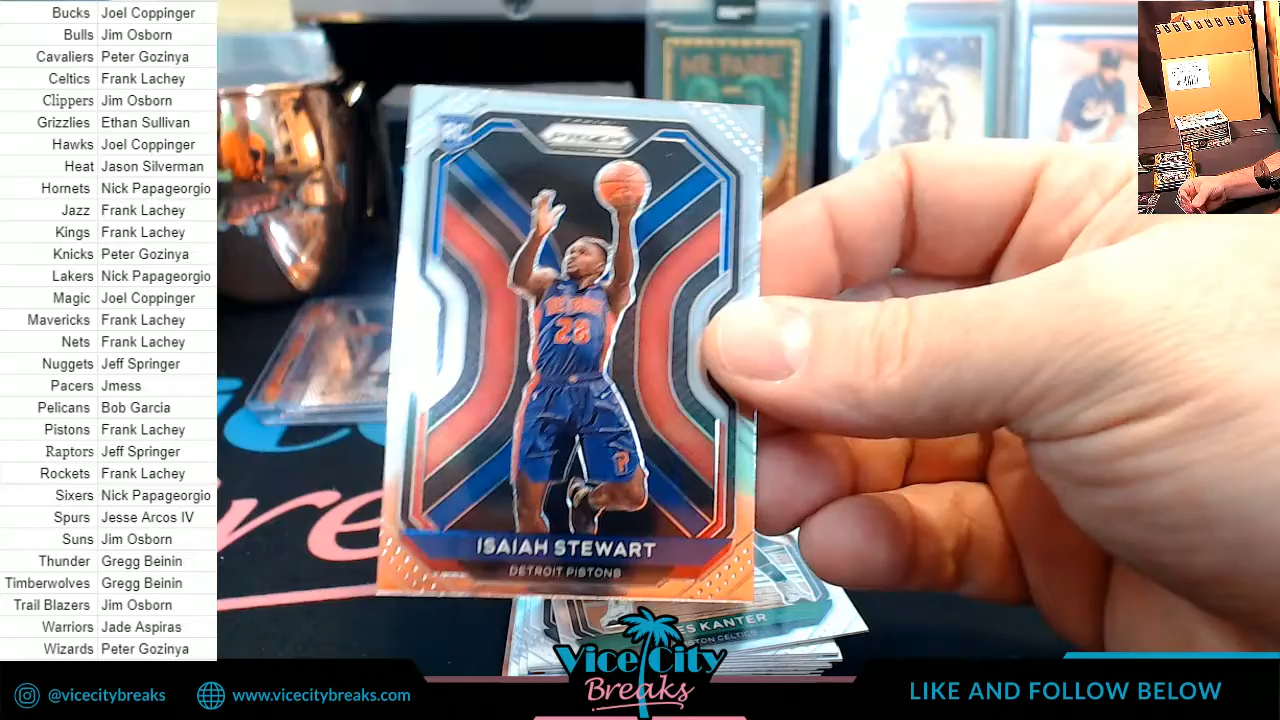 Bucks Joel Coppinger
Bulls Jim Osborn
Cavaliers Peter Gozinya
Celtics Frank Lachey
Clippers Jim Osborn
Grizzlies Ethan Sullivan
Hawks Joel Coppinger
Heat Jason Silverman
Hornets Nick Papageorgio
Jazz Frank Lachey
Kings Frank Lachey
Knicks Peter Gozinya
Lakers Nick Papageorgio
Magic Joel Coppinger
Mavericks Frank Lachey
Nets Frank Lachey
Nuggets Jeff Springer
Pacers Jmess
Pelicans Bob Garcia
Pistons Frank Lachey
Raptors Jeff Springer
Rockets Frank Lachey
Sixers Nick Papageorgio
Spurs Jesse Arcos IV
Suns Jim Osborn
Thunder Gregg Beinin
Timberwolves Gregg Beinin
Trail Blazers Jim Osborn
Warriors Jade Aspiras
Wizards Peter Gozinya
RC
PRIZM
DETROIT
28
ISAIAH STEWART
DETROIT PISTONS
KANTER
CELTICS
Vice City
Breaks
@vicecitybreaks
www.vicecitybreaks.com
LIKE AND FOLLOW BELOW